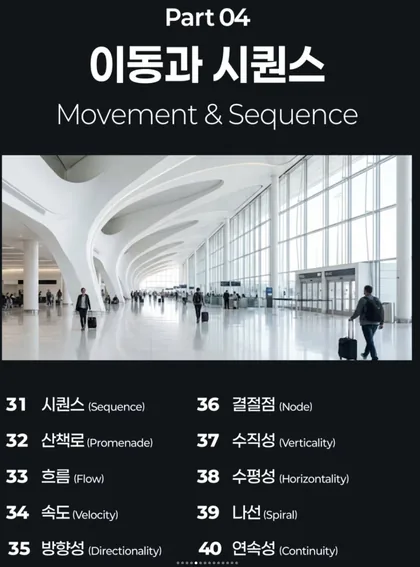 Part 04
이동과 시퀀스
Movement & Sequence
31 시퀀스 (Sequence)
32 산책로 (Promenade)
33 흐름 (Flow)
34 속도 (Velocity)
35 방향성 (Directionality)
36 결절점 (Node)
37 수직성 (Verticality)
38 수평성 (Horizontality)
39 나선 (Spiral)
40 연속성 (Continuity)